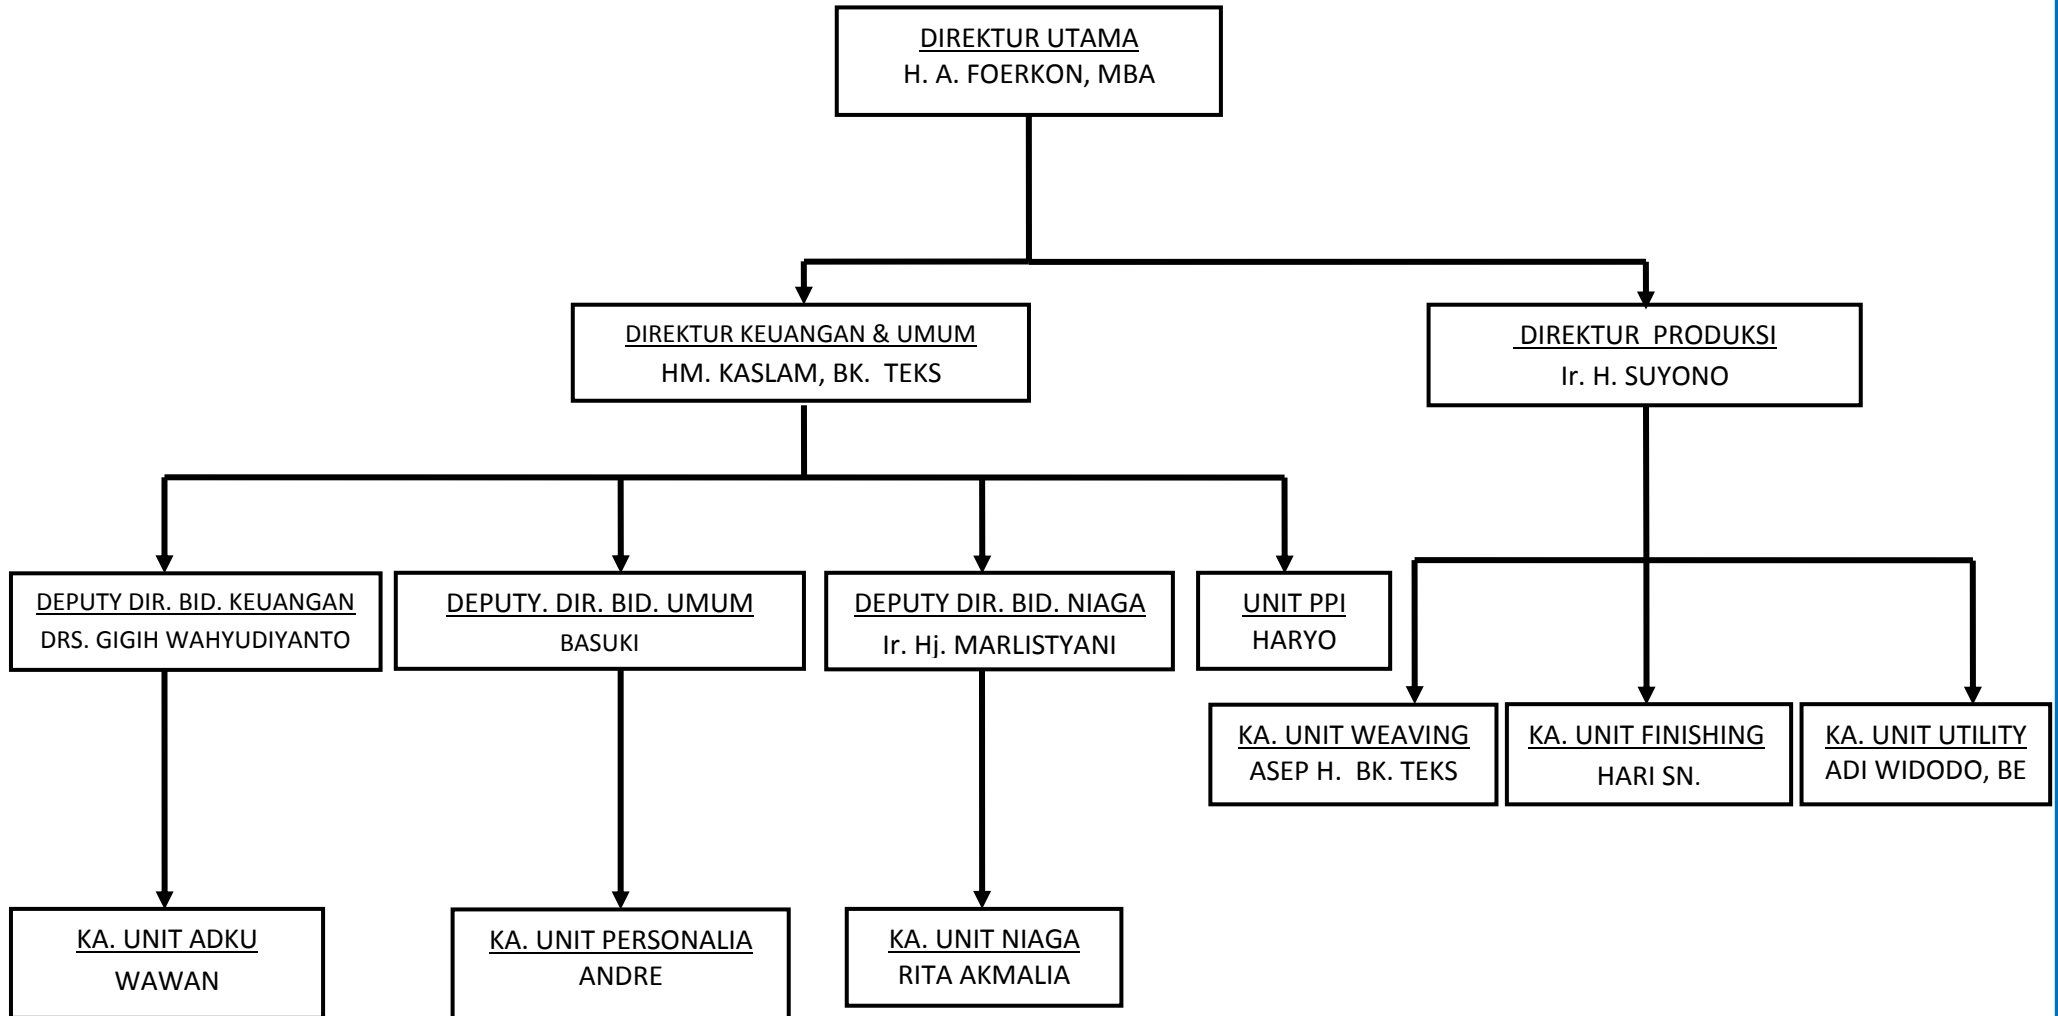 DIREKTUR UTAMA
H. A. FOERKON, MBA
DIREKTUR KEUANGAN & UMUM
HM. KASLAM, BK. TEKS
DIREKTUR PRODUKSI
Ir. H. SUYONO
DEPUTY DIR. BID. KEUANGAN
DRS. GIGIH WAHYUDIYANTO
DEPUTY. DIR. BID. UMUM
BASUKI
DEPUTY DIR. BID. NIAGA
Ir. Hj. MARLISTYANI
UNIT PPI
HARYO
KA. UNIT WEAVING
ASEP H. BK. TEKS
KA. UNIT FINISHING
HARI SN.
KA. UNIT UTILITY
ADI WIDODO, BE
KA. UNIT ADKU
WAWAN
KA. UNIT PERSONALIA
ANDRE
KA. UNIT NIAGA
RITA AKMALIA